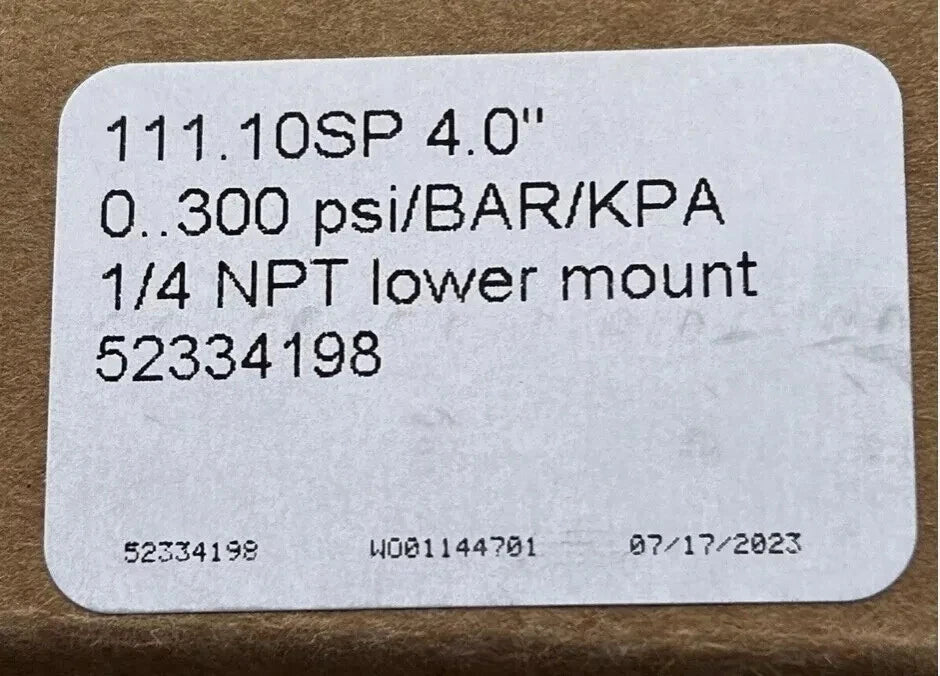 111.10SP 4.0"
0..300 psi/BAR/KPA
1/4 NPT lower mount
52334198
52334198 WO01144701 07/17/2023